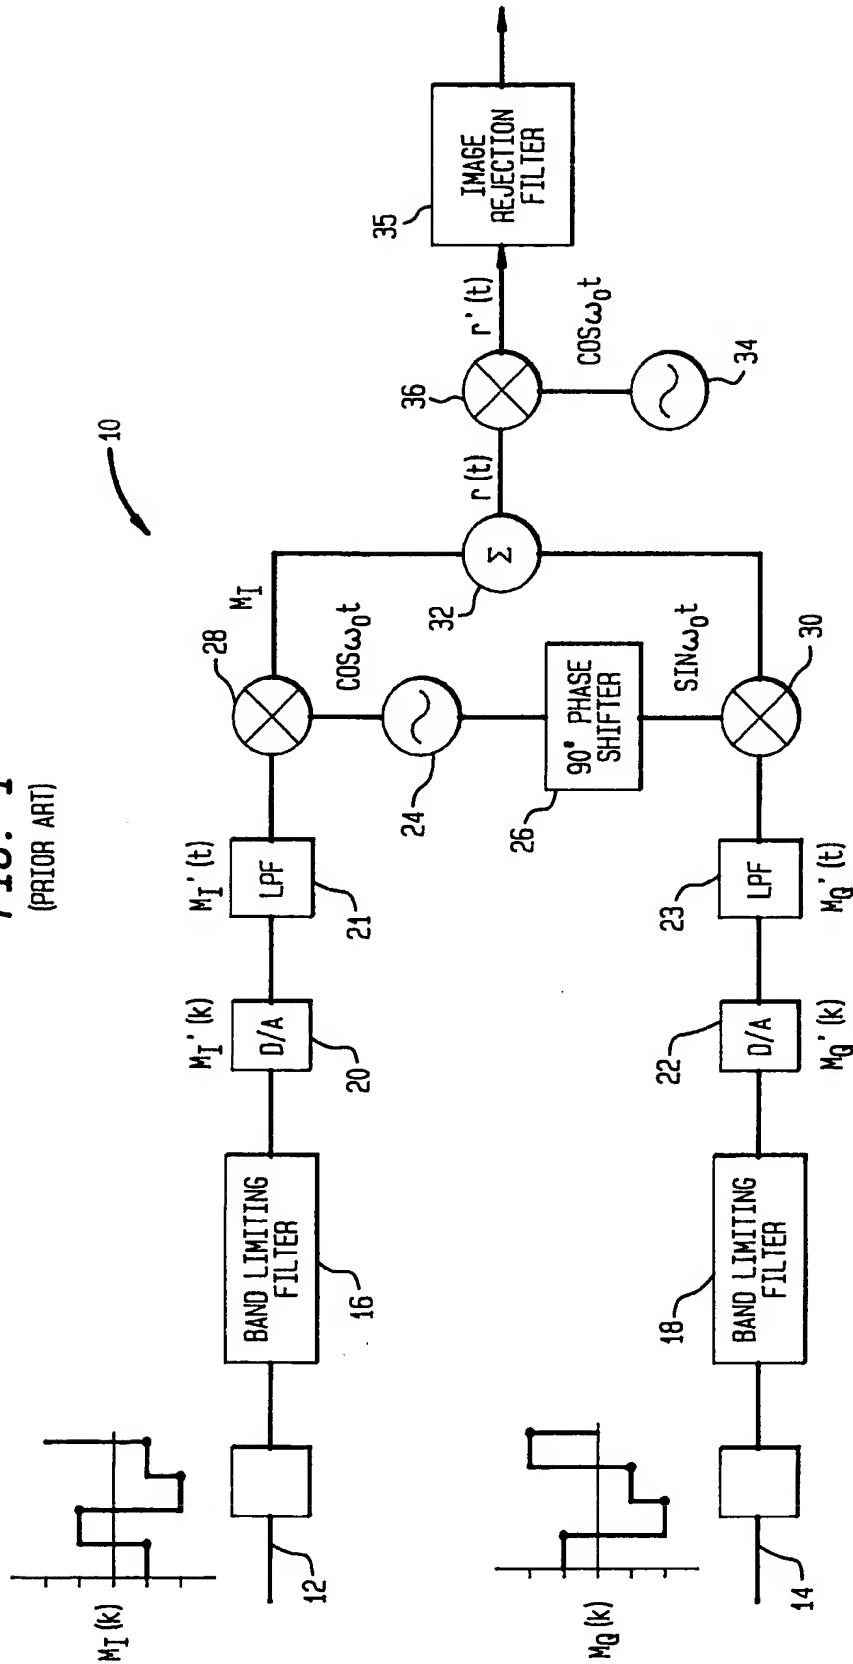 FIG. 1
(PRIOR ART)
10
M_I(k)
12
BAND LIMITING
FILTER
16
M_I'(k)
D/A
20
M_I'(t)
LPF
21
28
M_I
COSω₀t
24
90° PHASE
SHIFTER
26
SINω₀t
30
Σ
32
r(t)
36
r'(t)
COSω₀t
34
35
IMAGE
REJECTION
FILTER
M_Q(k)
14
BAND LIMITING
FILTER
18
D/A
22
M_Q'(k)
LPF
23
M_Q'(t)